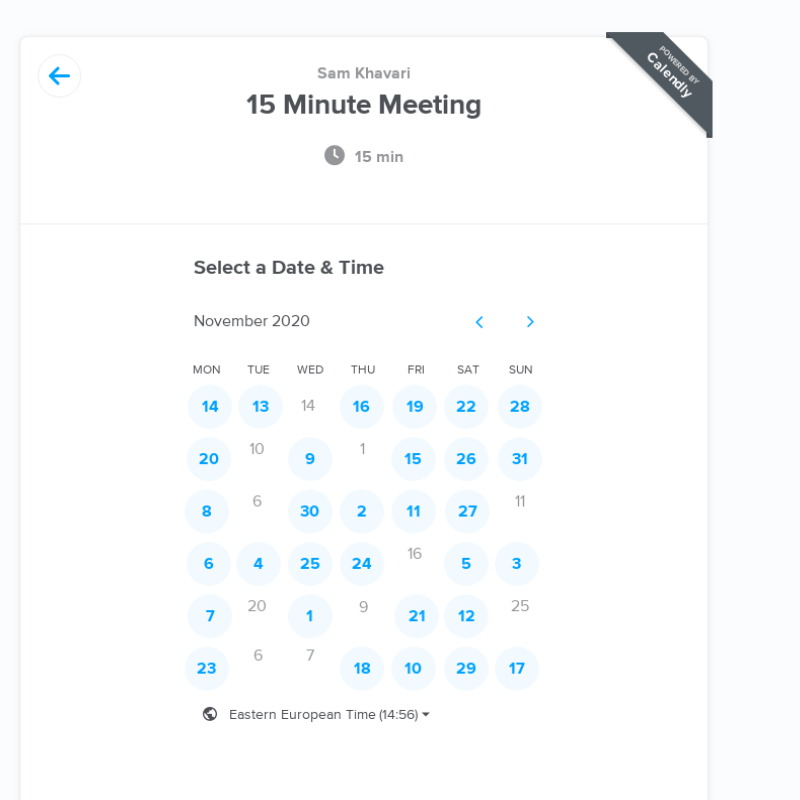 POWERED BY
Calendly
Sam Khavari
15 Minute Meeting
15 min
Select a Date & Time
November 2020
MON TUE WED THU FRI SAT SUN
14 13 14 16 19 22 28
20 10 9 1 15 26 31
8 6 30 2 11 27 11
6 4 25 24 16 5 3
7 20 1 9 21 12 25
23 6 7 18 10 29 17
Eastern European Time (14:56)